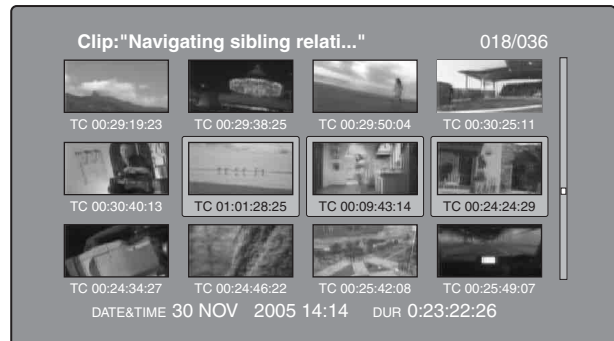 Clip:"Navigating sibling relati..." 018/036
TC 00:29:19:23 TC 00:29:38:25 TC 00:29:50:04 TC 00:30:25:11
TC 00:30:40:13 TC 01:01:28:25 TC 00:09:43:14 TC 00:24:24:29
TC 00:24:34:27 TC 00:24:46:22 TC 00:25:42:08 TC 00:25:49:07
DATE&TIME 30 NOV 2005 14:14 DUR 0:23:22:26